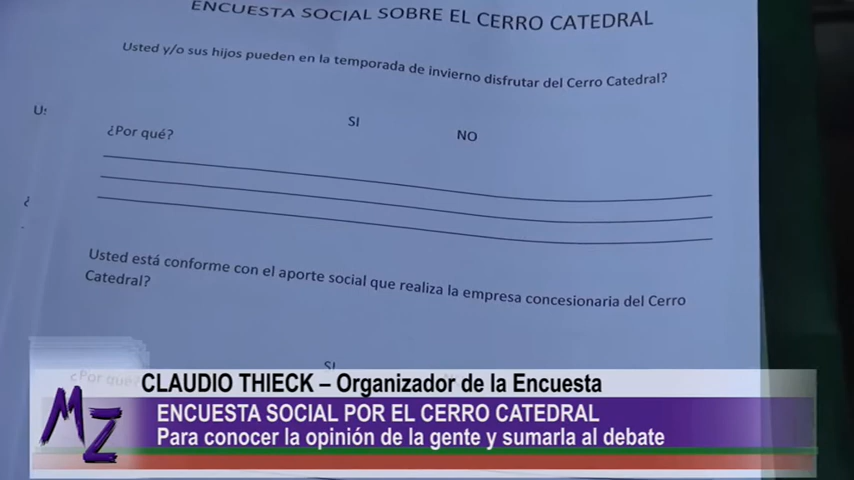 ENCUESTA SOCIAL SOBRE EL CERRO CATEDRAL
Usted y/o sus hijos pueden en la temporada de invierno disfrutar del Cerro Catedral?
U
SI
NO
¿Por qué?
¿
Usted está conforme con el aporte social que realiza la empresa concesionaria del Cerro
Catedral?
SI
¿Por qué?
CLAUDIO THIECK – Organizador de la Encuesta
ENCUESTA SOCIAL POR EL CERRO CATEDRAL
Para conocer la opinión de la gente y sumarla al debate
MZ